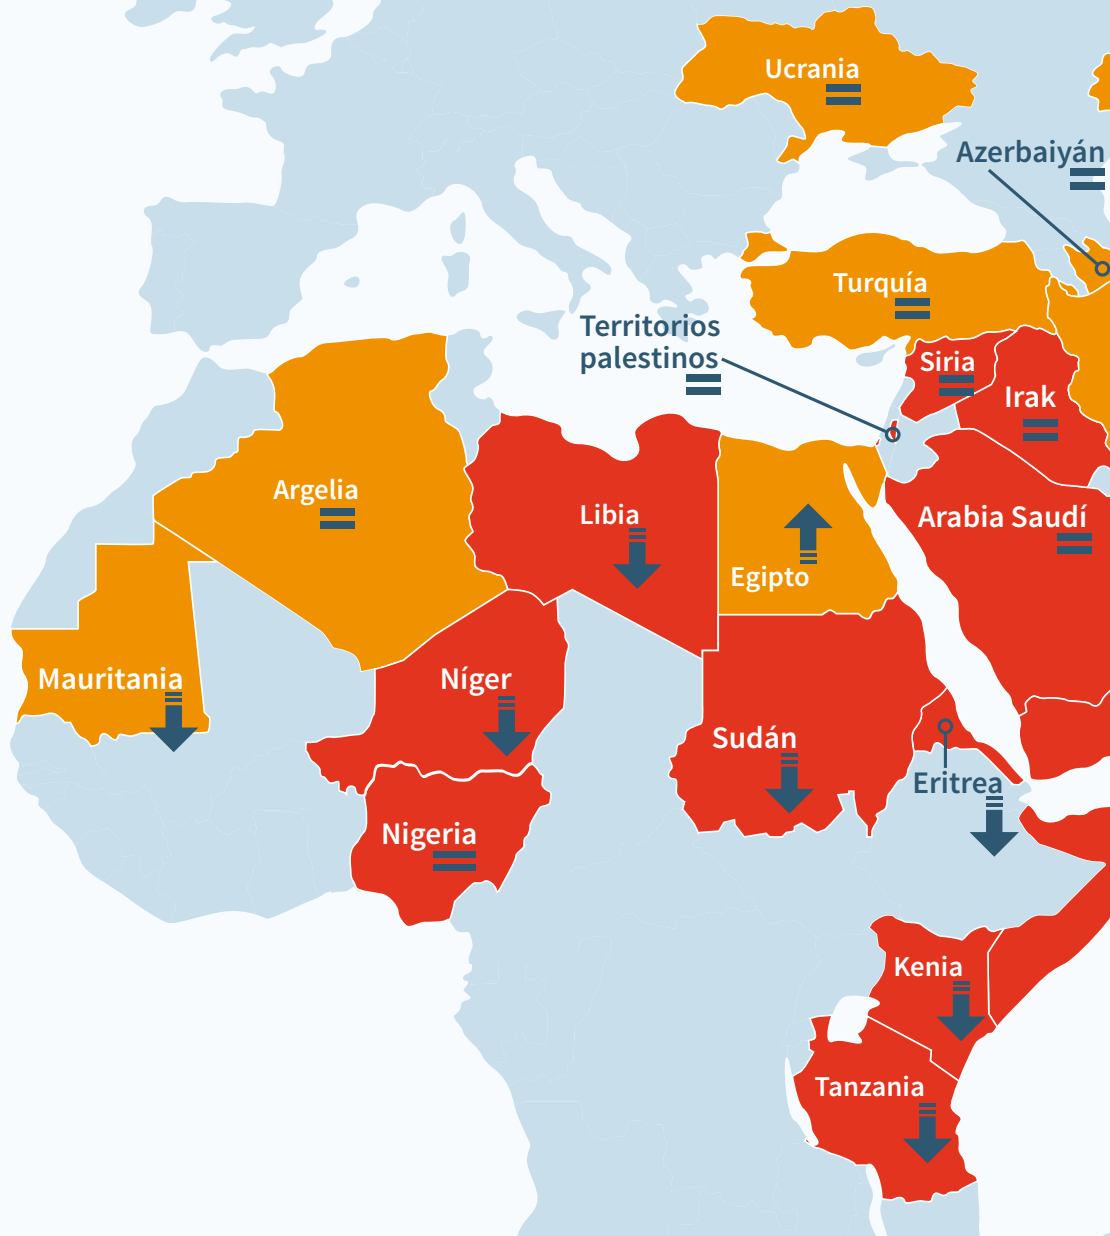 Ucrania
Azerbaiyán
Turquía
Territorios
palestinos
Siria
Irak
Argelia
Libia
Arabia Saudí
Egipto
Mauritania
Níger
Sudán
Eritrea
Nigeria
Kenia
Tanzania